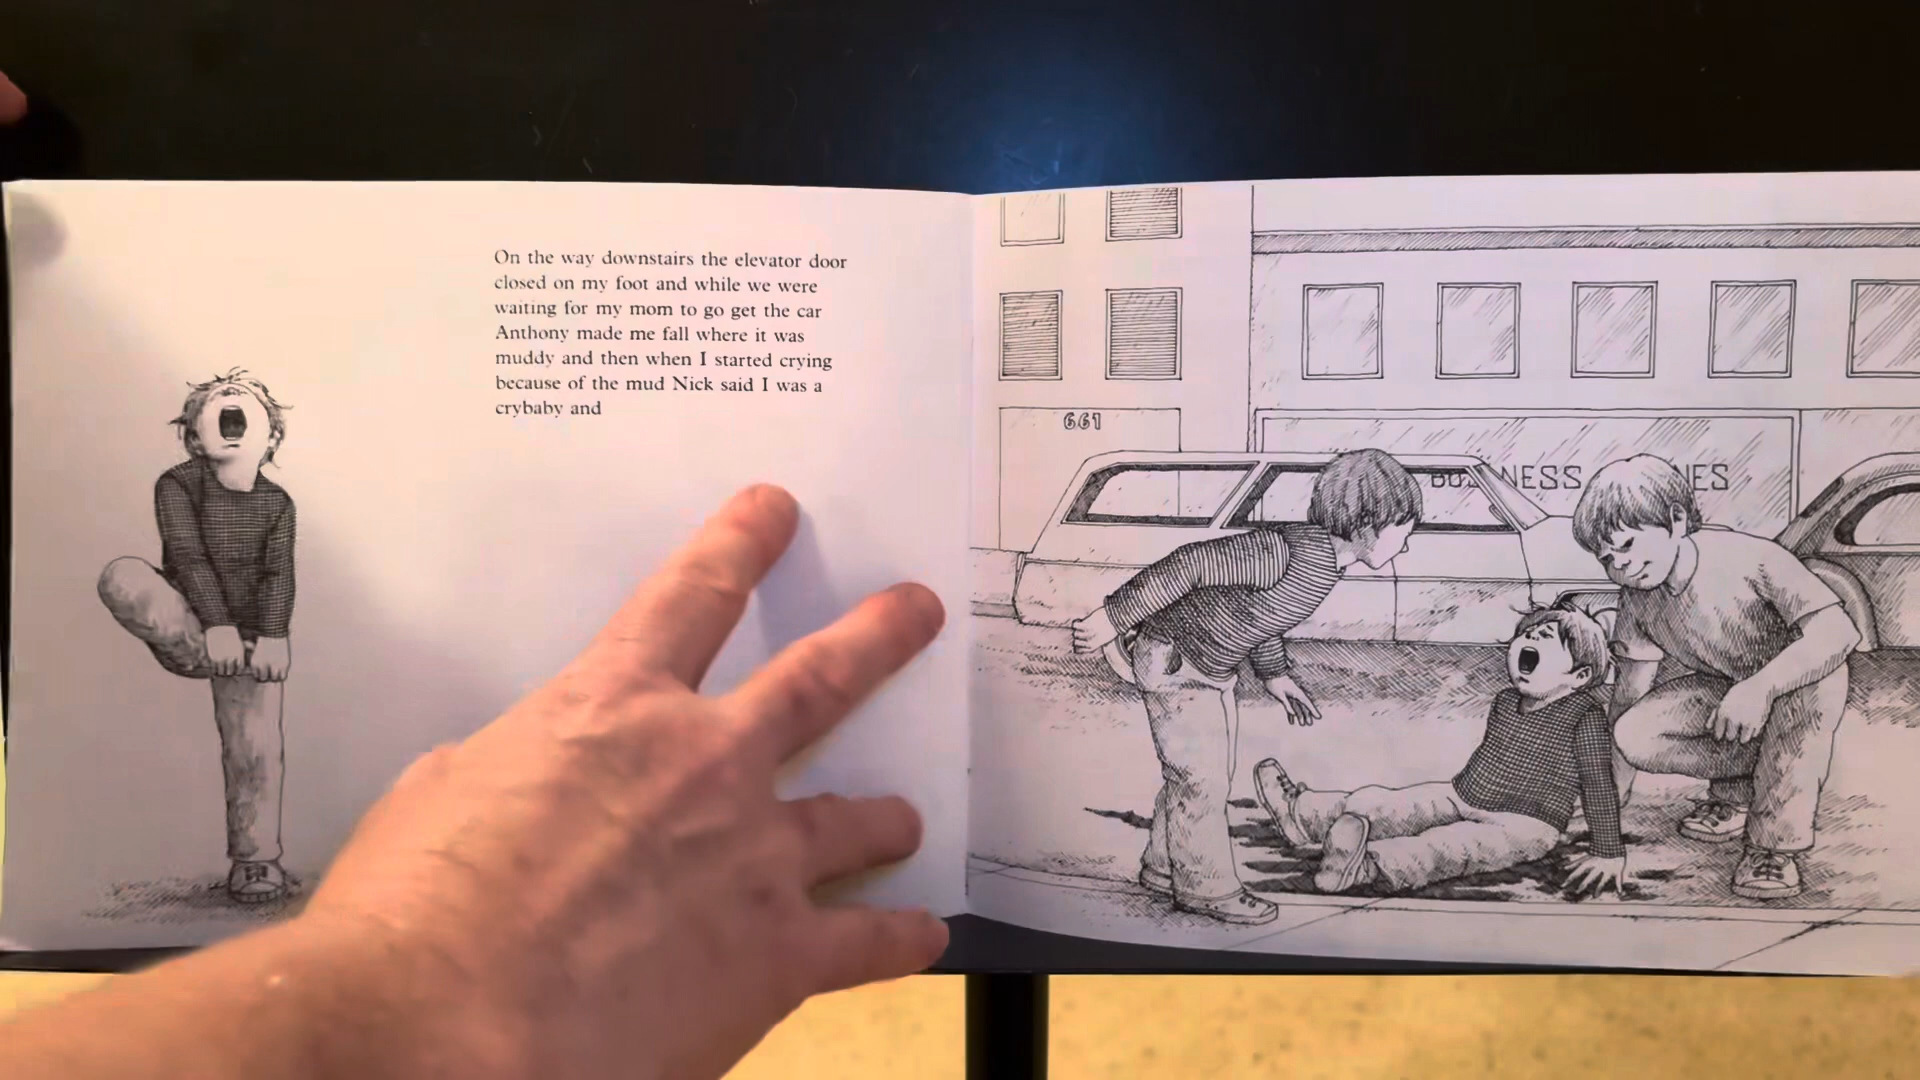 On the way downstairs the elevator door
closed on my foot and while we were
waiting for my mom to go get the car
Anthony made me fall where it was
muddy and then when I started crying
because of the mud Nick said I was a
crybaby and
661